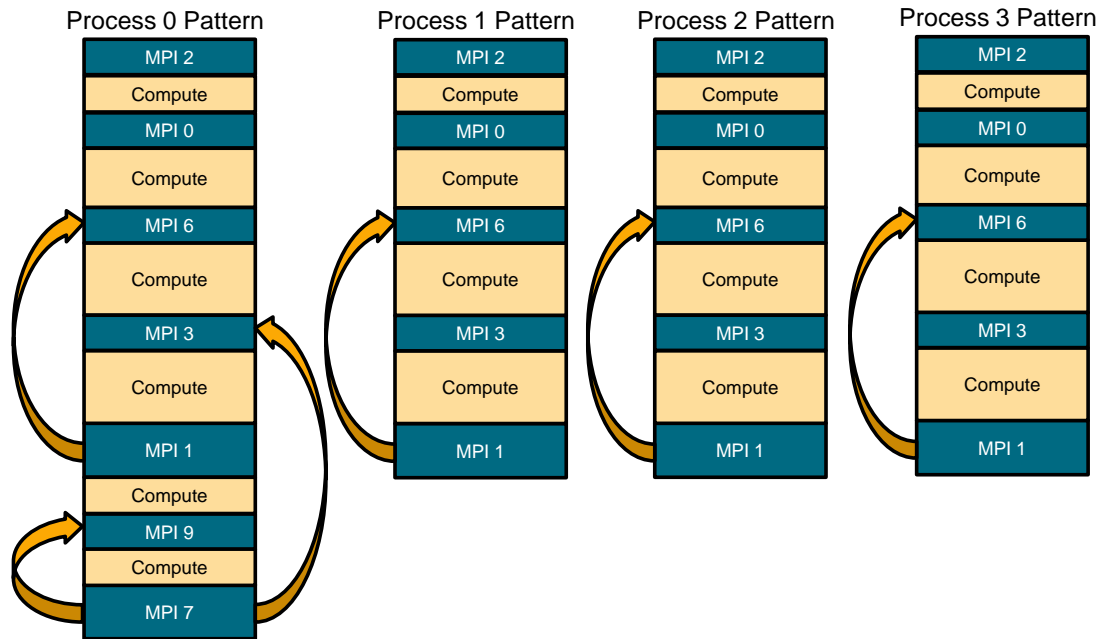 Process 0 Pattern
MPI 2
Compute
MPI 0
Compute
MPI 6
Compute
MPI 3
Compute
MPI 1
Compute
MPI 9
Compute
MPI 7
Process 1 Pattern
MPI 2
Compute
MPI 0
Compute
MPI 6
Compute
MPI 3
Compute
MPI 1
Process 2 Pattern
MPI 2
Compute
MPI 0
Compute
MPI 6
Compute
MPI 3
Compute
MPI 1
Process 3 Pattern
MPI 2
Compute
MPI 0
Compute
MPI 6
Compute
MPI 3
Compute
MPI 1